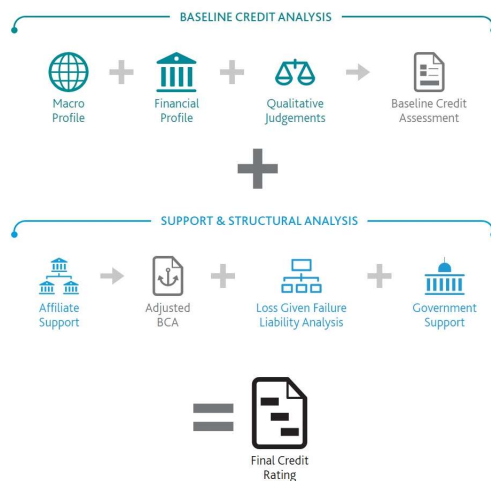 BASELINE CREDIT ANALYSIS
Macro
Profile
Financial
Profile
Qualitative
Judgements
Baseline Credit
Assessment
SUPPORT & STRUCTURAL ANALYSIS
Affiliate
Support
Adjusted
BCA
Loss Given Failure
Liability Analysis
Government
Support
Final Credit
Rating